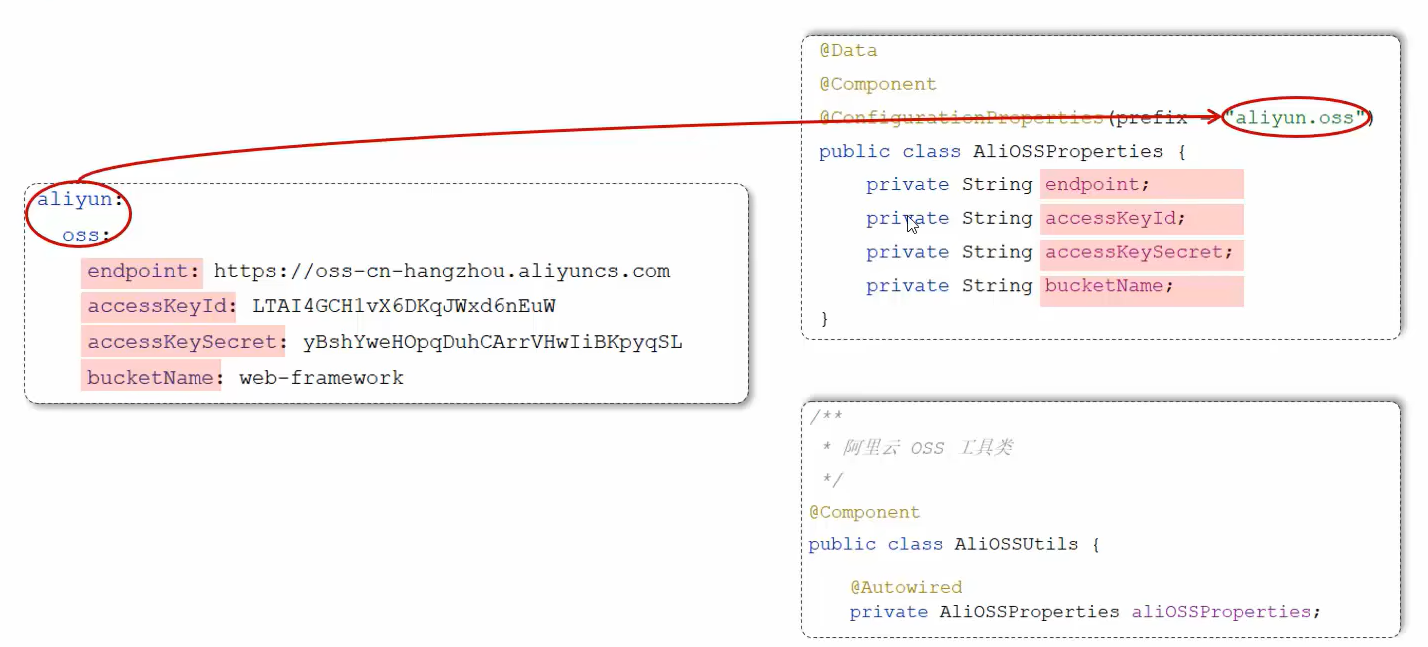 aliyun:
oss:
endpoint: https://oss-cn-hangzhou.aliyuncs.com
accessKeyId: LTAI4GCH1vX6DKqJWxd6nEuW
accessKeySecret: yBshYweHOpqDuhCArrVHwIiBKpyqSL
bucketName: web-framework
@Data
@Component
@ConfigurationProperties(prefix = "aliyun.oss")
public class AliOSSProperties {
private String endpoint;
private String accessKeyId;
private String accessKeySecret;
private String bucketName;
}
/**
* 阿里云 OSS 工具类
*/
@Component
public class AliOSSUtils {
@Autowired
private AliOSSProperties aliOSSProperties;